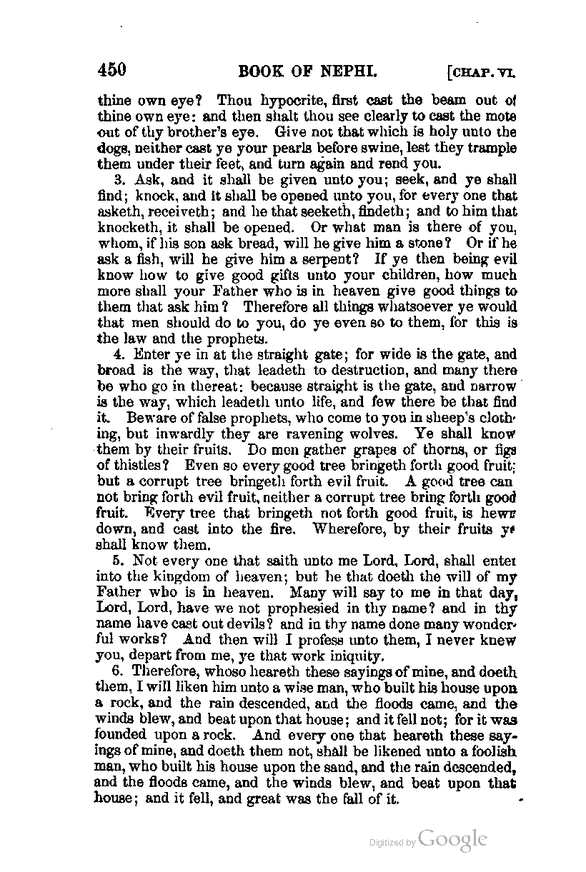 450 BOOK OF NEPHI. [CHAP. VI.
thine own eye? Thou hypocrite, first cast the beam out of
thine own eye: and then shalt thou see clearly to cast the mote
out of thy brother's eye. Give not that which is holy unto the
dogs, neither cast ye your pearls before swine, lest they trample
them under their feet, and turn again and rend you.
3. Ask, and it shall be given unto you; seek, and ye shall
find; knock, and it shall be opened unto you, for every one that
asketh, receiveth; and he that seeketh, findeth; and to him that
knocketh, it shall be opened. Or what man is there of you,
whom, if his son ask bread, will he give him a stone? Or if he
ask a fish, will he give him a serpent? If ye then being evil
know how to give good gifts unto your children, how much
more shall your Father who is in heaven give good things to
them that ask him? Therefore all things whatsoever ye would
that men should do to you, do ye even so to them, for this is
the law and the prophets.
4. Enter ye in at the straight gate; for wide is the gate, and
broad is the way, that leadeth to destruction, and many there
be who go in thereat: because straight is the gate, and narrow
is the way, which leadeth unto life, and few there be that find
it. Beware of false prophets, who come to you in sheep's cloth-
ing, but inwardly they are ravening wolves. Ye shall know
them by their fruits. Do men gather grapes of thorns, or figs
of thistles? Even so every good tree bringeth forth good fruit;
but a corrupt tree bringeth forth evil fruit. A good tree can
not bring forth evil fruit, neither a corrupt tree bring forth good
fruit. Every tree that bringeth not forth good fruit, is hewn
down, and cast into the fire. Wherefore, by their fruits ye
shall know them.
5. Not every one that saith unto me Lord, Lord, shall enter
into the kingdom of heaven; but he that doeth the will of my
Father who is in heaven. Many will say to me in that day,
Lord, Lord, have we not prophesied in thy name? and in thy
name have cast out devils? and in thy name done many wonder-
ful works? And then will I profess unto them, I never knew
you, depart from me, ye that work iniquity.
6. Therefore, whoso heareth these sayings of mine, and doeth
them, I will liken him unto a wise man, who built his house upon
a rock, and the rain descended, and the floods came, and the
winds blew, and beat upon that house; and it fell not; for it was
founded upon a rock. And every one that heareth these say-
ings of mine, and doeth them not, shall be likened unto a foolish
man, who built his house upon the sand, and the rain descended,
and the floods came, and the winds blew, and beat upon that
house; and it fell, and great was the fall of it.
Digitized by Google